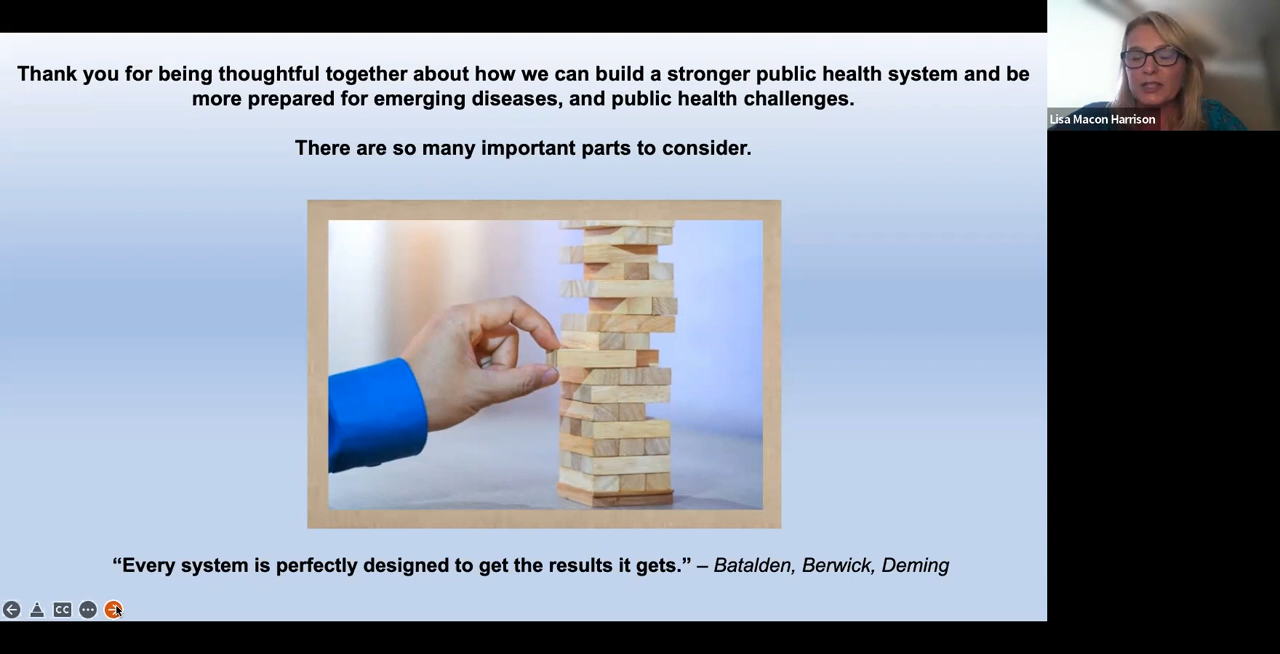 Thank you for being thoughtful together about how we can build a stronger public health system and be
more prepared for emerging diseases, and public health challenges.
There are so many important parts to consider.
“Every system is perfectly designed to get the results it gets.” – Batalden, Berwick, Deming
CC
Lisa Macon Harrison